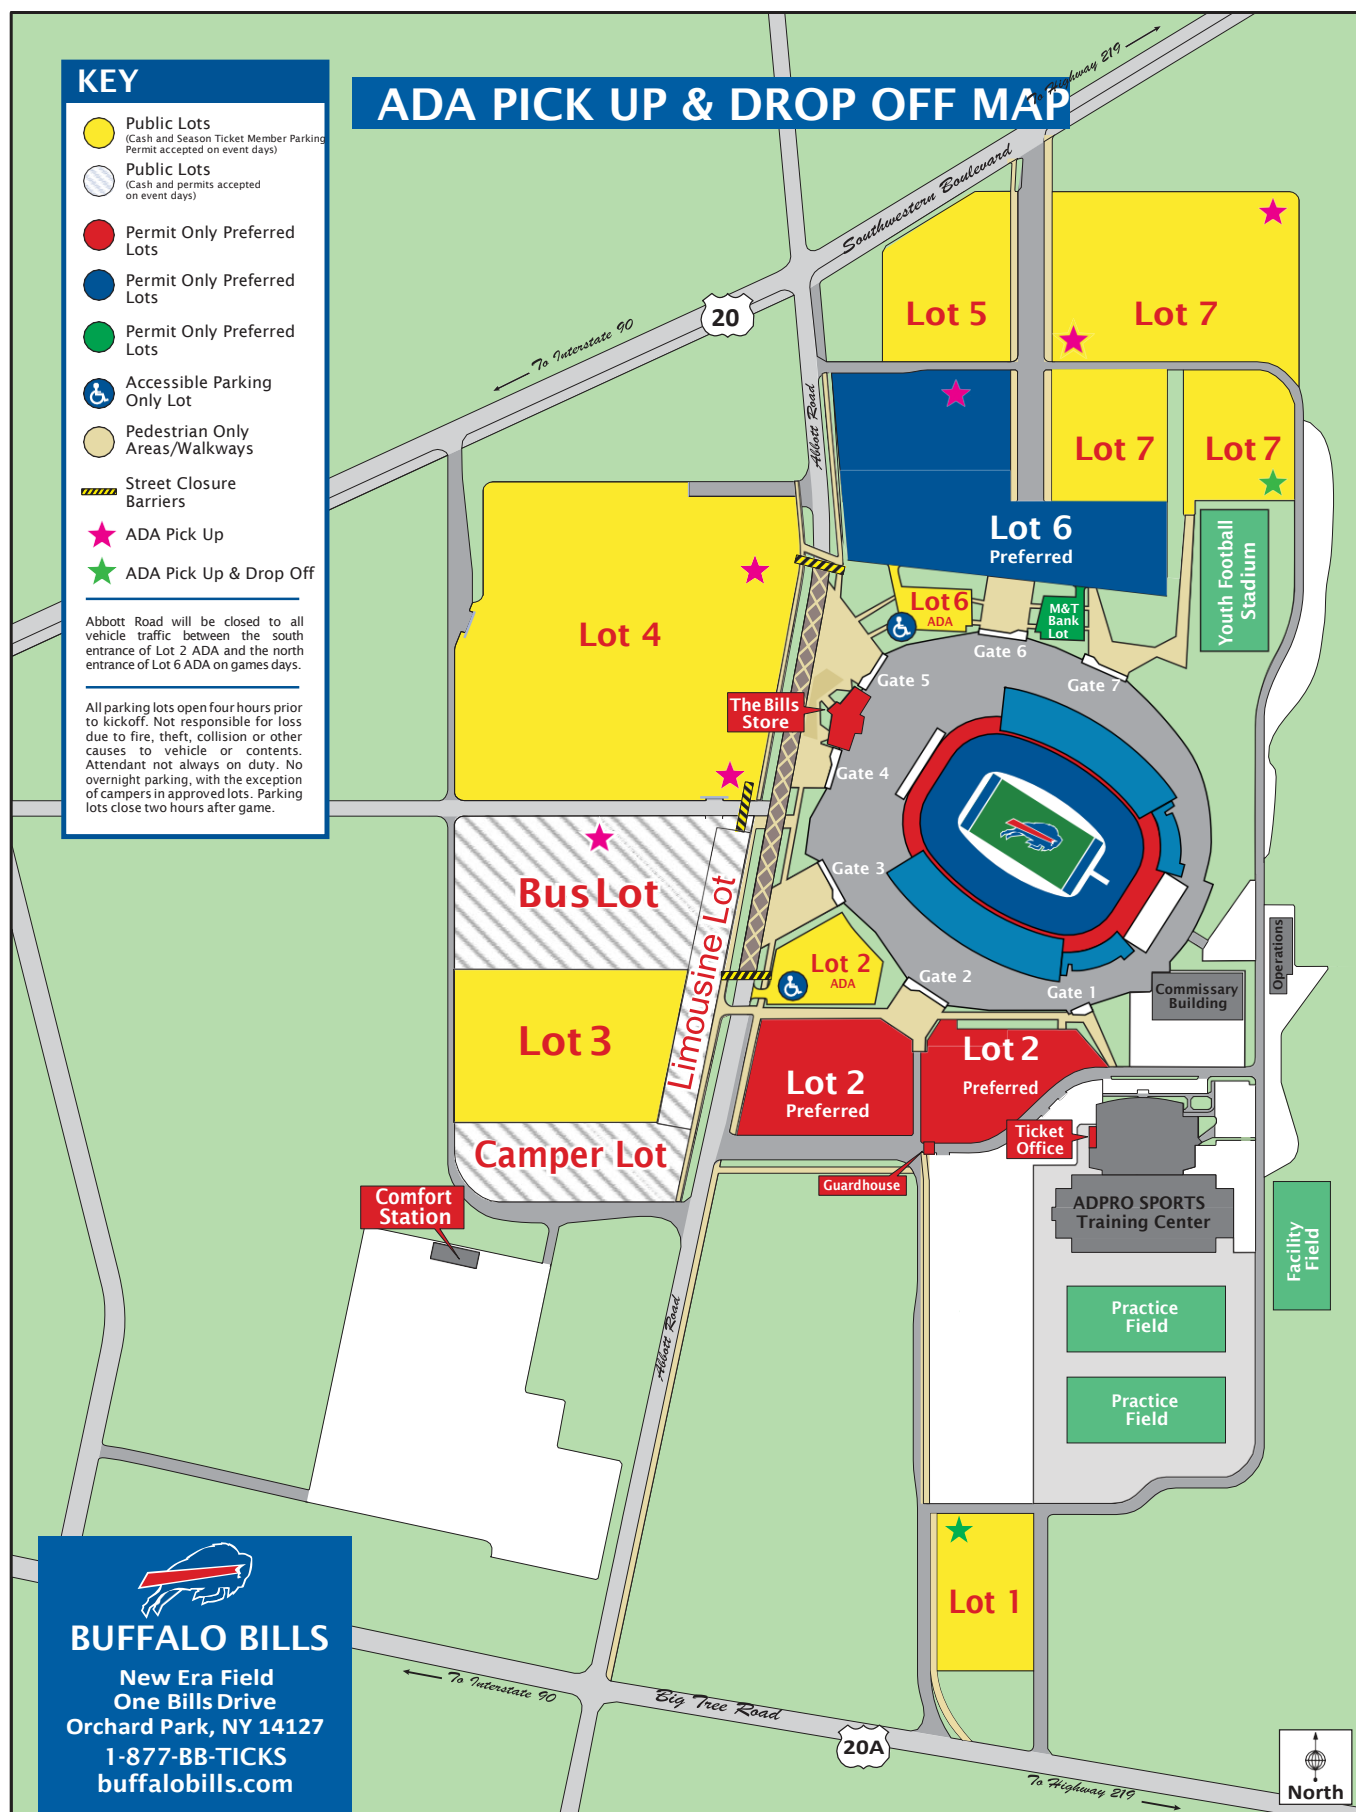 KEY
Public Lots
(Cash and Season Ticket Member Parking
Permit accepted on event days)
Public Lots
(Cash and permits accepted
on event days)
Permit Only Preferred
Lots
Permit Only Preferred
Lots
Permit Only Preferred
Lots
Accessible Parking
Only Lot
Pedestrian Only
Areas/Walkways
Street Closure
Barriers
ADA Pick Up
ADA Pick Up & Drop Off
Abbott Road will be closed to all
vehicle traffic between the south
entrance of Lot 2 ADA and the north
entrance of Lot 6 ADA on games days.
All parking lots open four hours prior
to kickoff. Not responsible for loss
due to fire, theft, collision or other
causes to vehicle or contents.
Attendant not always on duty. No
overnight parking, with the exception
of campers in approved lots. Parking
lots close two hours after game.
ADA PICK UP & DROP OFF MAP
To Highway 219
Southwestern Boulevard
20
To Interstate 90
Abbott Road
Lot 5
Lot 7
Lot 7
Lot 7
Lot 6
Preferred
Youth Football
Stadium
Lot 4
Lot 6
ADA
M&T
Bank
Lot
Gate 6
Gate 5
Gate 7
The Bills
Store
Gate 4
Gate 3
Bus Lot
Limousine Lot
Lot 2
ADA
Gate 2
Gate 1
Commissary
Building
Operations
Lot 3
Lot 2
Preferred
Lot 2
Preferred
Ticket
Office
Camper Lot
Guardhouse
Comfort
Station
ADPRO SPORTS
Training Center
Facility
Field
Practice
Field
Practice
Field
Abbott Road
Lot 1
BUFFALO BILLS
New Era Field
One Bills Drive
Orchard Park, NY 14127
1-877-BB-TICKS
buffalobills.com
To Interstate 90
Big Tree Road
20A
To Highway 219
North